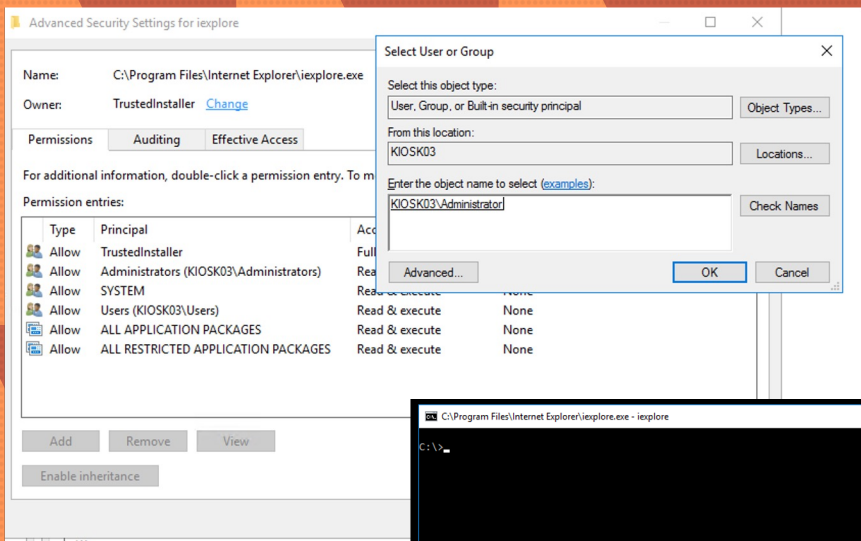 Advanced Security Settings for iexplore
Name: C:\Program Files\Internet Explorer\iexplore.exe
Owner: TrustedInstaller Change
Permissions Auditing Effective Access
For additional information, double-click a permission entry. To m
Permission entries:
Type Principal Acc
Allow TrustedInstaller Full
Allow Administrators (KIOSK03\Administrators) Rea
Allow SYSTEM Read & execute None
Allow Users (KIOSK03\Users) Read & execute None
Allow ALL APPLICATION PACKAGES Read & execute None
Allow ALL RESTRICTED APPLICATION PACKAGES Read & execute None
Add Remove View
Enable inheritance
Select User or Group
Select this object type:
User, Group, or Built-in security principal Object Types...
From this location:
KIOSK03 Locations...
Enter the object name to select (examples):
KIOSK03\Administrator Check Names
Advanced... OK Cancel
C:\Program Files\Internet Explorer\iexplore.exe - iexplore
C:\>